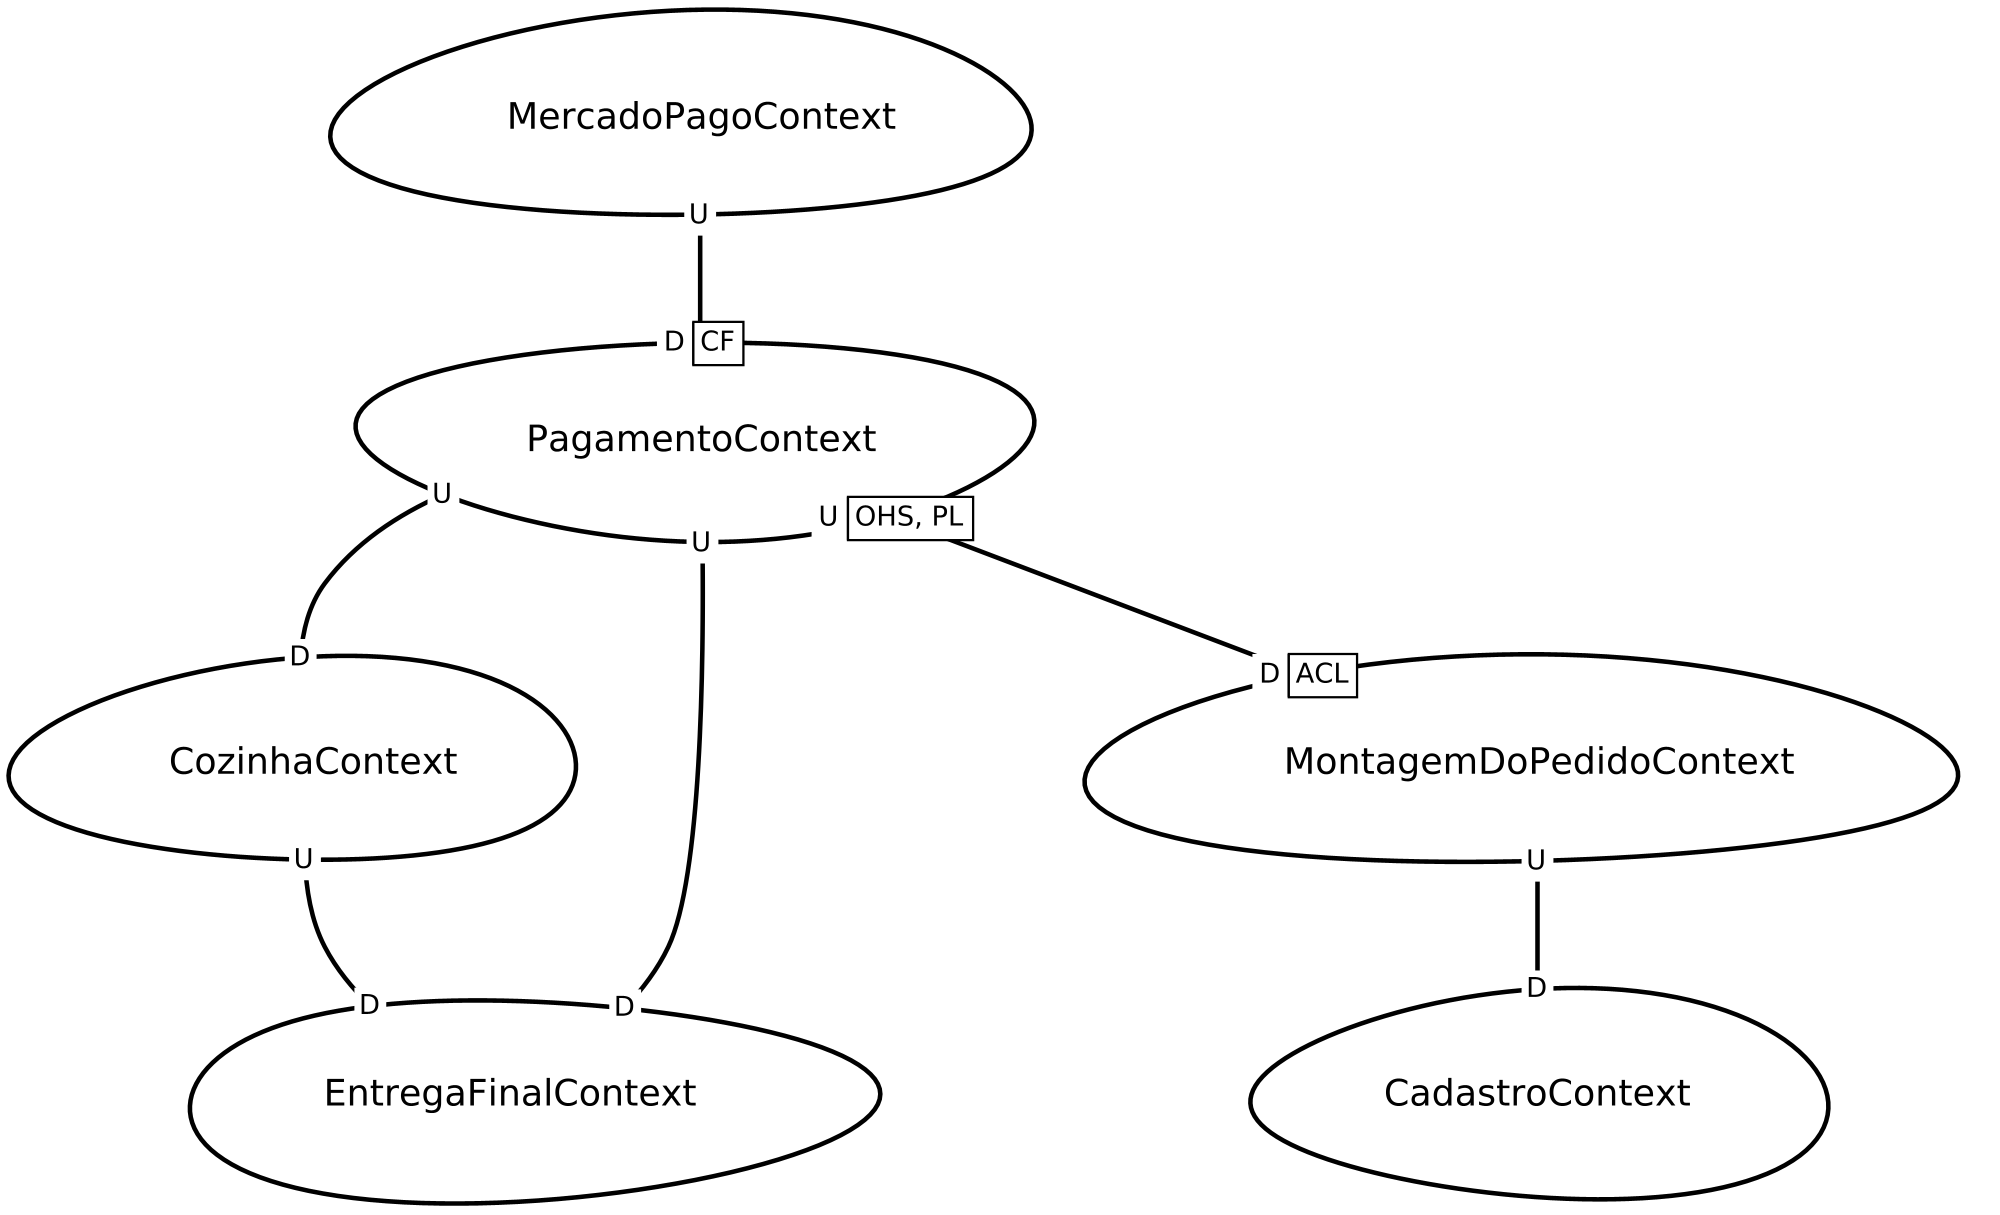 MercadoPagoContext
U
D CF
PagamentoContext
U
U
U OHS, PL
D
D ACL
CozinhaContext
MontagemDoPedidoContext
U
U
D
D
D
EntregaFinalContext
CadastroContext